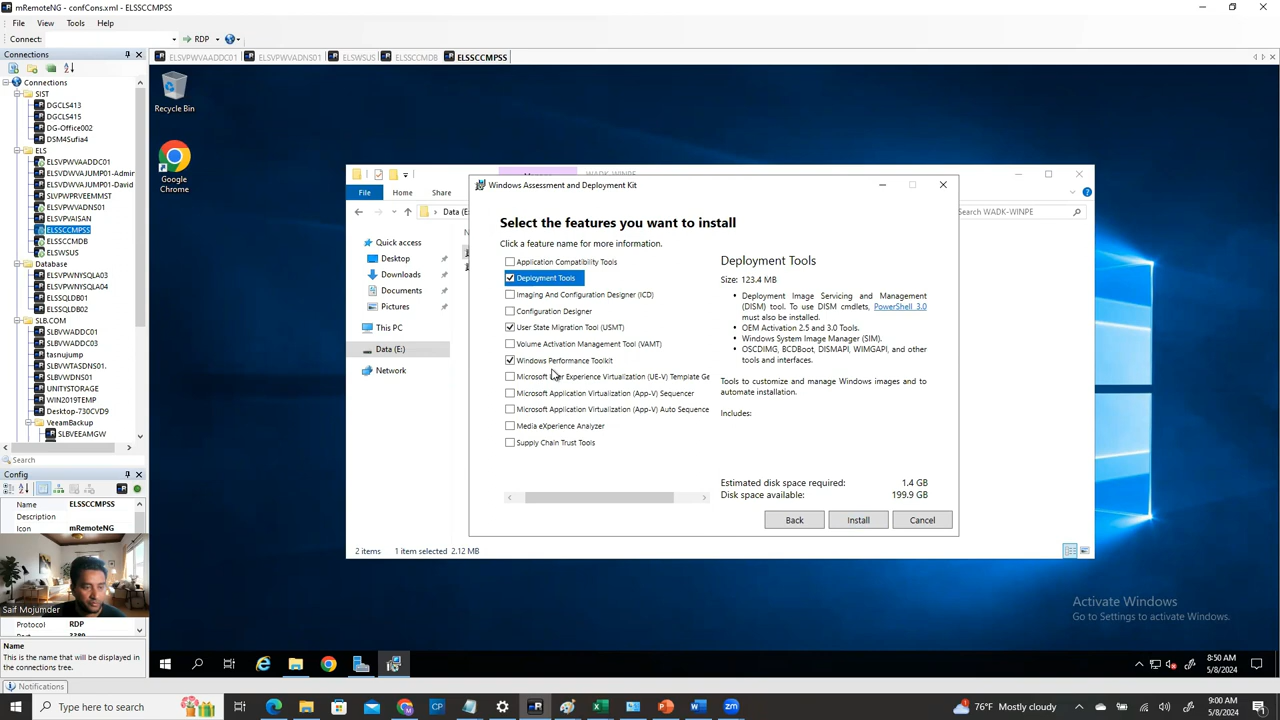 mRemoteNG - confCons.xml - ELSSCCMPSS
File View Tools Help
Connect: RDP
Connections
ELSVPWVAADDC01 ELSVPWVADNS01 ELSWSUS ELSSCCMDB ELSSCCMPSS
Connections
SIST
DGCLS413
DGCLS415
DG-Office002
DSM4Sufia4
ELS
ELSVPWVAADDC01
ELSVDWVAJUMP01-Admin
ELSVDWVAJUMP01-David
SLVPWPRVEEMMST
ELSVPWVADNS01
ELSVPVAISAN
ELSSCCMPSS
ELSSCCMDB
ELSWSUS
Database
ELSVPWNYSQLA03
ELSVPWNYSQLA04
ELSSQLDB01
ELSSQLDB02
SLB.COM
SLBVWADDC01
SLBVWADDC03
tasnujump
SLBVWTASDNS01.
SLBVWDNS01
UNITYSTORAGE
WIN2019TEMP
Desktop-730CVD9
VeeamBackup
SLBVEEAMGW
Search
Config
Name ELSSCCMPSS
Description
Icon mRemoteNG
Saif Mojumder
Protocol RDP
Name
This is the name that will be displayed in the connections tree.
Notifications
Recycle Bin
Google
Chrome
File Home Share
Data (E:)
Search WADK-WINPE
Quick access
Desktop
Downloads
Documents
Pictures
This PC
Data (E:)
Network
2 items 1 item selected 2.12 MB
Windows Assessment and Deployment Kit
Select the features you want to install
Click a feature name for more information.
Application Compatibility Tools
Deployment Tools
Imaging And Configuration Designer (ICD)
Configuration Designer
User State Migration Tool (USMT)
Volume Activation Management Tool (VAMT)
Windows Performance Toolkit
Microsoft User Experience Virtualization (UE-V) Template Ge
Microsoft Application Virtualization (App-V) Sequencer
Microsoft Application Virtualization (App-V) Auto Sequence
Media eXperience Analyzer
Supply Chain Trust Tools
Deployment Tools
Size: 123.4 MB
• Deployment Image Servicing and Management
(DISM) tool. To use DISM cmdlets, PowerShell 3.0
must also be installed.
• OEM Activation 2.5 and 3.0 Tools.
• Windows System Image Manager (SIM).
• OSCDIMG, BCDBoot, DISMAPI, WIMGAPI, and other
tools and interfaces.
Tools to customize and manage Windows images and to
automate installation.
Includes:
Estimated disk space required: 1.4 GB
Disk space available: 199.9 GB
Back Install Cancel
Activate Windows
Go to Settings to activate Windows.
8:50 AM
5/8/2024
Type here to search
76°F Mostly cloudy
9:00 AM
5/8/2024